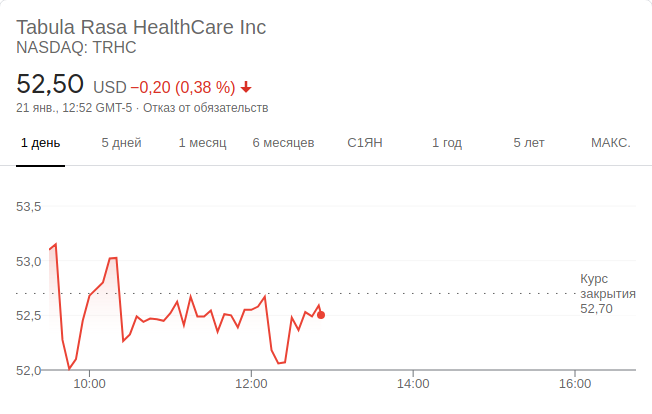 Tabula Rasa HealthCare Inc
NASDAQ: TRHC
52,50 USD −0,20 (0,38 %)
21 янв., 12:52 GMT-5 · Отказ от обязательств
1 день 5 дней 1 месяц 6 месяцев С1ЯН 1 год 5 лет МАКС.
53,5
53,0
Курс
закрытия
52,70
52,5
52,0
10:00 12:00 14:00 16:00